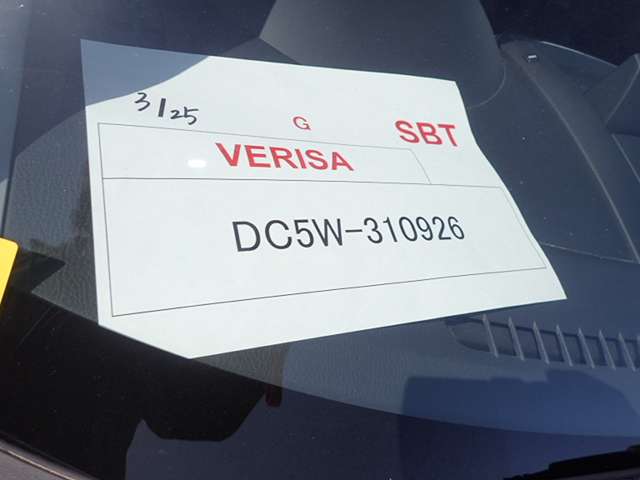 3/25
G
SBT
VERISA
DC5W-310926